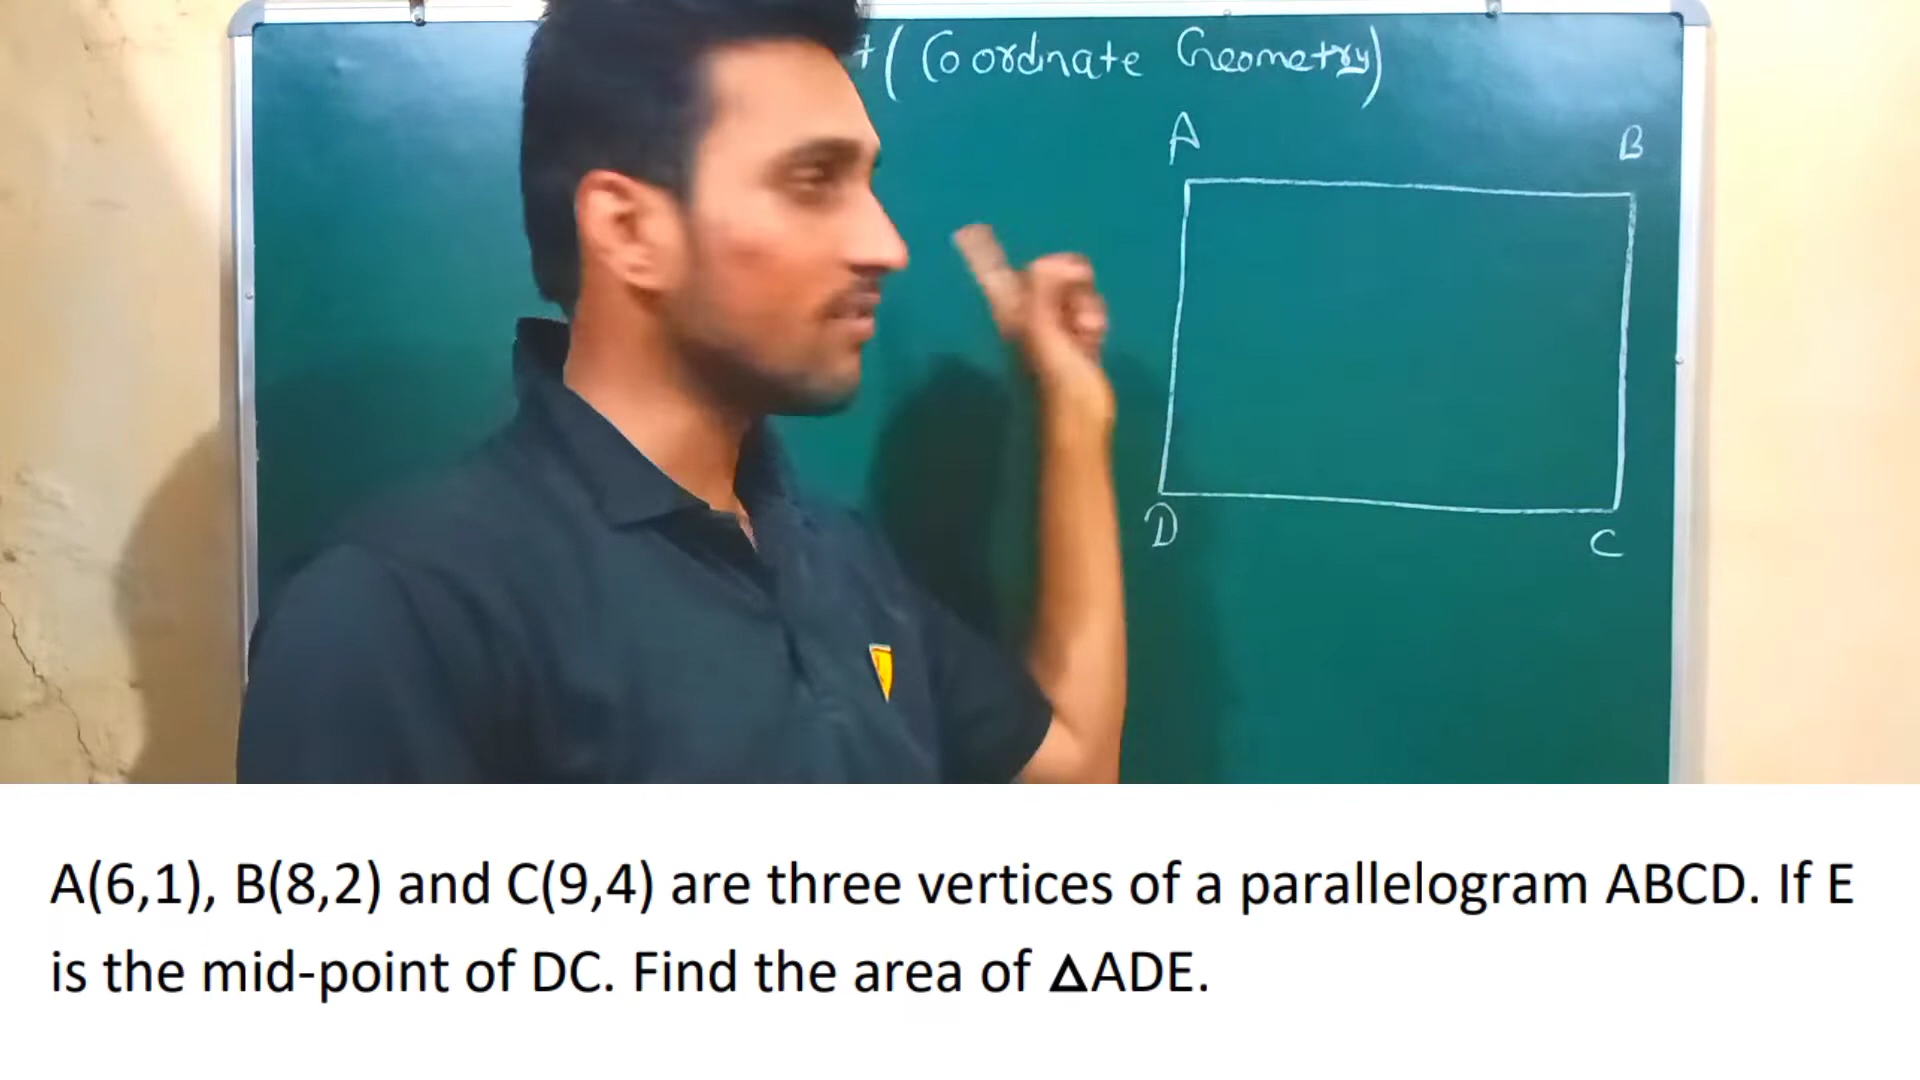 (Coordinate Geometry)
A
B
D
C
A(6,1), B(8,2) and C(9,4) are three vertices of a parallelogram ABCD. If E
is the mid-point of DC. Find the area of ΔADE.